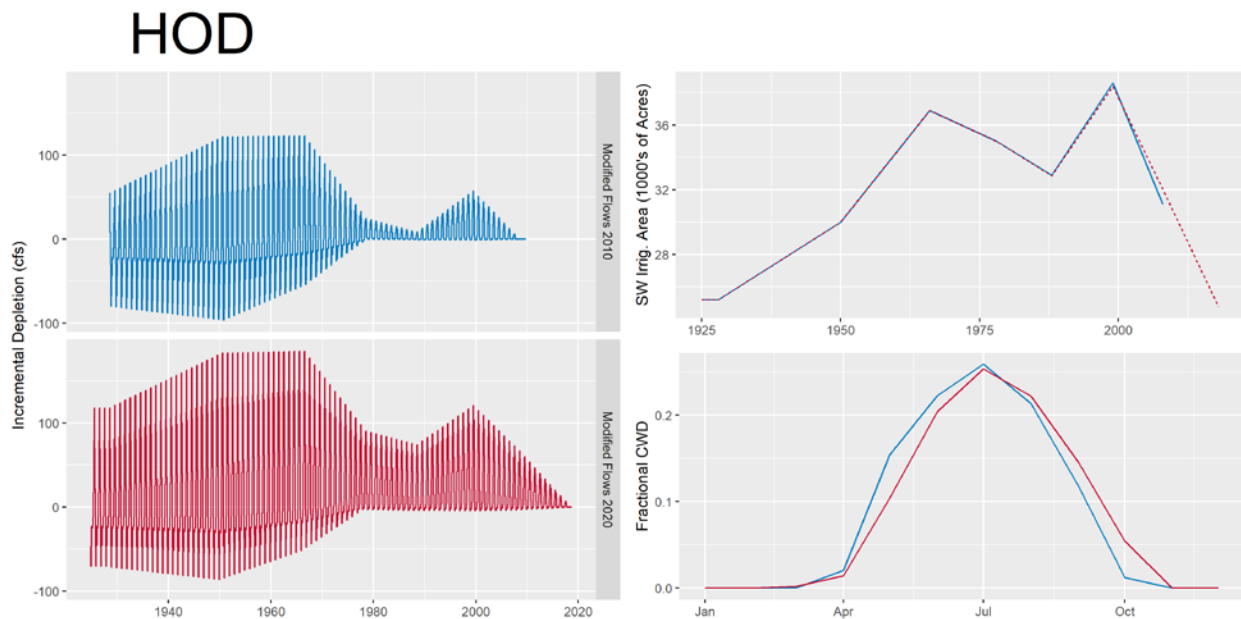 HOD
Incremental Depletion (cfs)
100
0
-100
Modified Flows 2010
100
0
-100
Modified Flows 2020
1940
1960
1980
2000
2020
SW Irrig. Area (1000's of Acres)
36
32
28
1925
1950
1975
2000
Fractional CWD
0.2
0.1
0.0
Jan
Apr
Jul
Oct